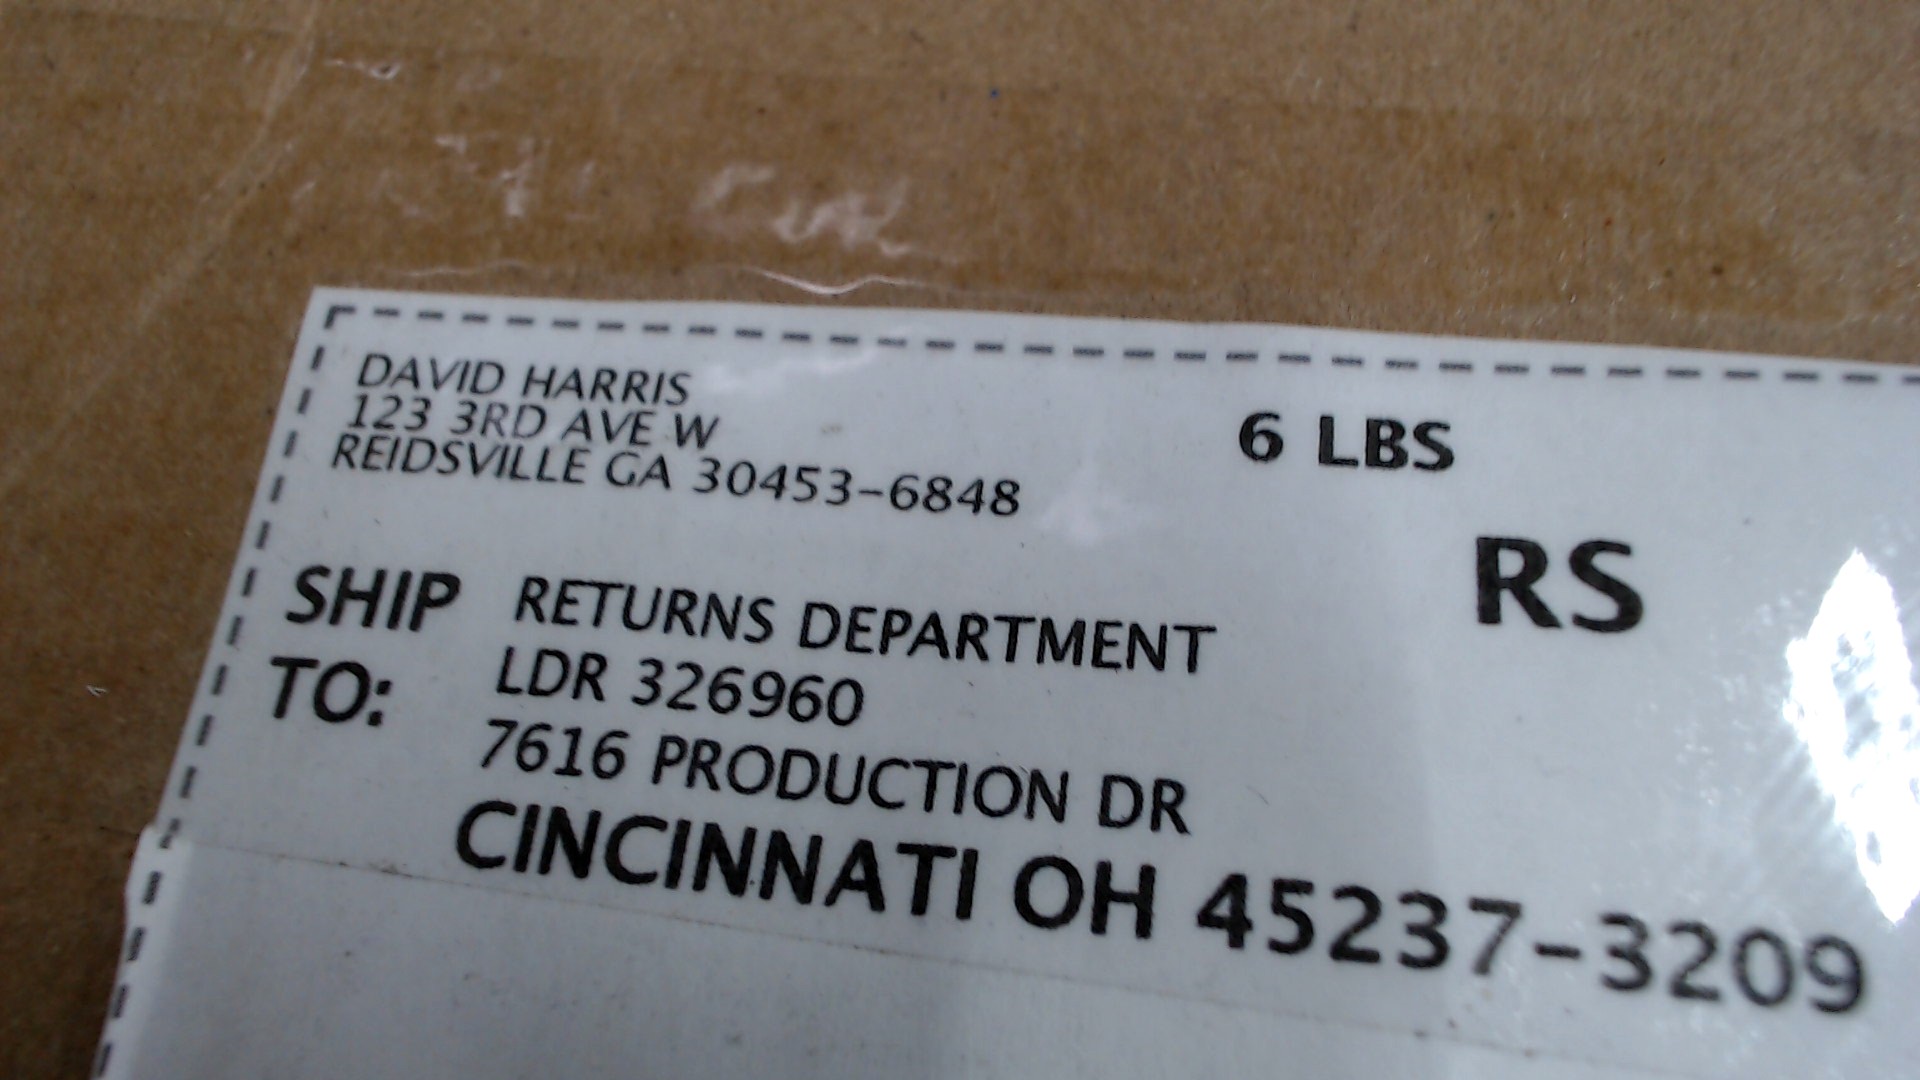 DAVID HARRIS
123 3RD AVE W
REIDSVILLE GA 30453-6848
6 LBS
RS
SHIP TO:
RETURNS DEPARTMENT
LDR 326960
7616 PRODUCTION DR
CINCINNATI OH 45237-3209